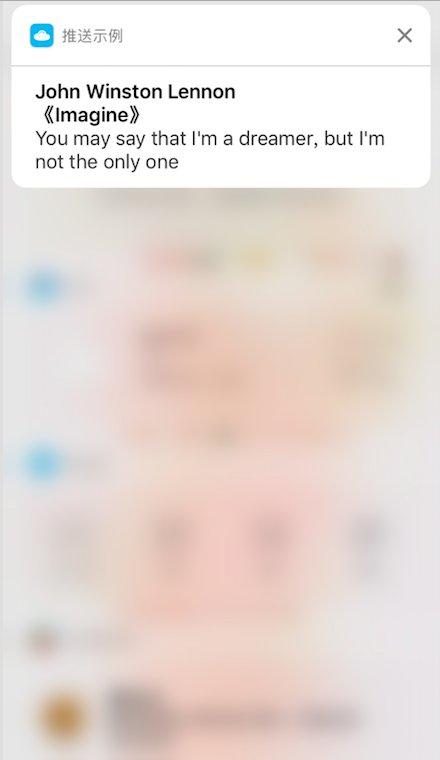 推送示例
John Winston Lennon
《Imagine》
You may say that I'm a dreamer, but I'm
not the only one